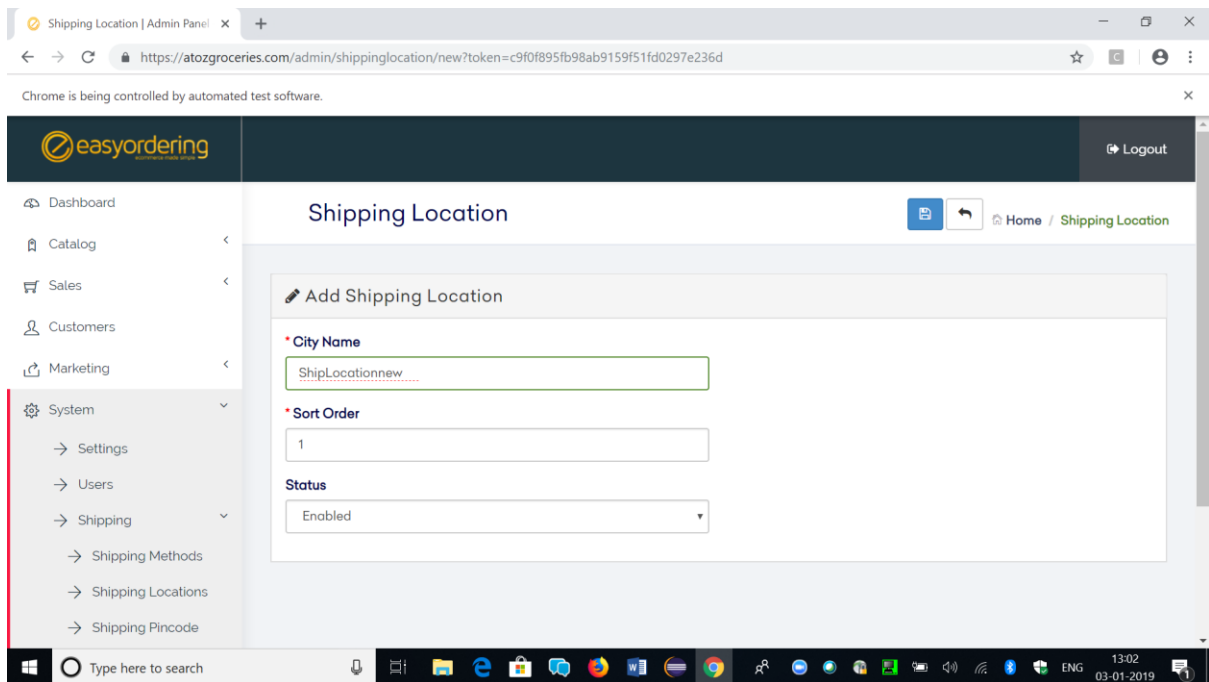 Shipping Location | Admin Panel
https://atozgroceries.com/admin/shippinglocation/new?token=c9f0f895fb98ab9159f51fd0297e236d
Chrome is being controlled by automated test software.
easyordering
ecommerce made simple
Logout
Dashboard
Catalog
Sales
Customers
Marketing
System
Settings
Users
Shipping
Shipping Methods
Shipping Locations
Shipping Pincode
Shipping Location
Home / Shipping Location
Add Shipping Location
* City Name
ShipLocationnew
* Sort Order
1
Status
Enabled
Type here to search
ENG
13:02
03-01-2019